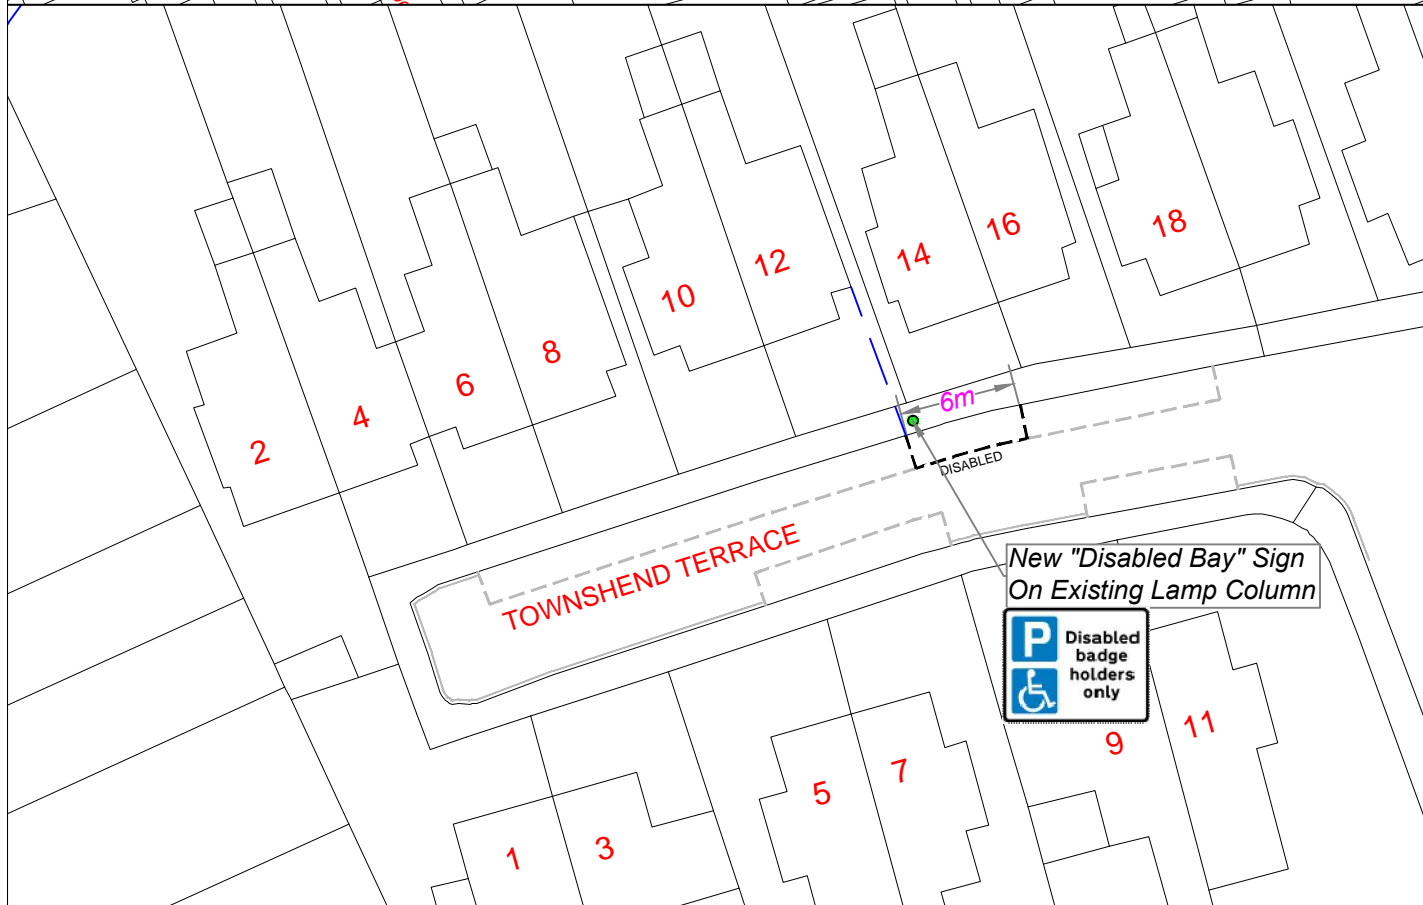 12
16
14
18
10
8
6
4
2
6m
DISABLED
TOWNSHEND TERRACE
New "Disabled Bay" Sign
On Existing Lamp Column
P
Disabled
badge
holders
only
9
11
7
5
3
1